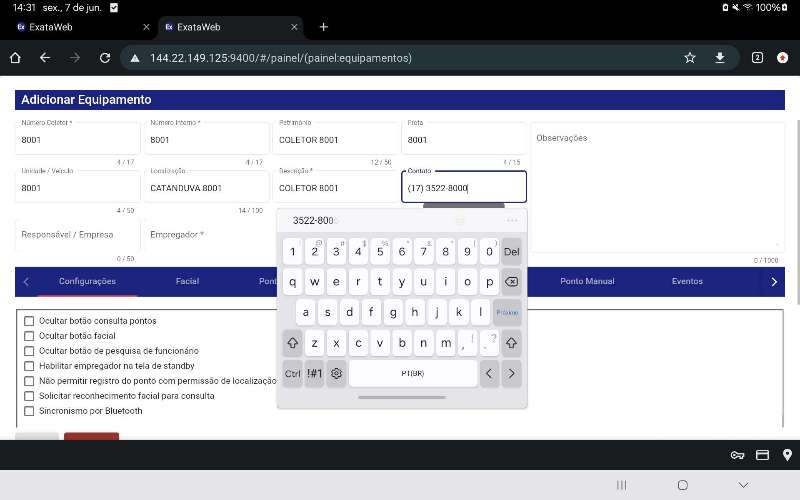 14:31 sex., 7 de jun.
100%
Ex ExataWeb
Ex ExataWeb
144.22.149.125:9400/#/painel/(painel:equipamentos)
2
Adicionar Equipamento
Número Coletor * Número Interno * Patrimônio Frota
8001 8001 COLETOR 8001 8001 Observações
4 / 17 4 / 17 12 / 50 4 / 15
Unidade / Veículo Localização Descrição * Contato
8001 CATANDUVA 8001 COLETOR 8001 (17) 3522-8000
4 / 50 14 / 100
3522-800 ...
Responsável / Empresa Empregador *
0 / 50 0 / 1000
Configurações Facial Pont Ponto Manual Eventos
Ocultar botão consulta pontos
Ocultar botão facial
Ocultar botão de pesquisa de funcionário
Habilitar empregador na tela de standby
Não permitir registro do ponto com permissão de localização
Solicitar reconhecimento facial para consulta
Sincronismo por Bluetooth
1 2 3 4 5 6 7 8 9 0 Del
q w e r t y u i o p
a s d f g h j k l Próximo
z x c v b n m , ! . ?
Ctrl !#1 PT(BR) < >